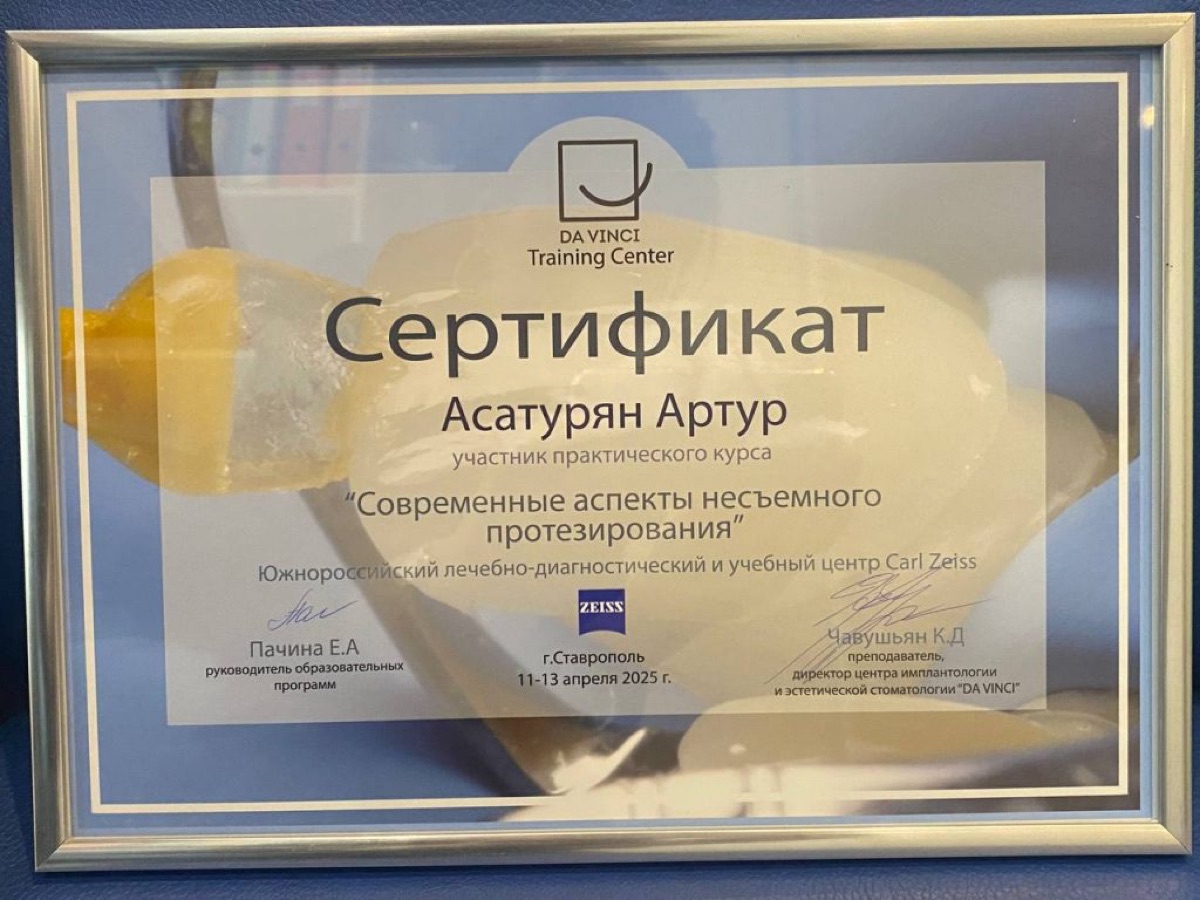 DA VINCI
Training Center
Сертификат
Асатурян Артур
участник практического курса
“Современные аспекты несъемного
протезирования”
Южнороссийский лечебно-диагностический и учебный центр Carl Zeiss
ZEISS
Пачина Е.А
руководитель образовательных
программ
г.Ставрополь
11-13 апреля 2025 г.
Чавушьян К.Д
преподаватель,
директор центра имплантологии
и эстетической стоматологии “DA VINCI”